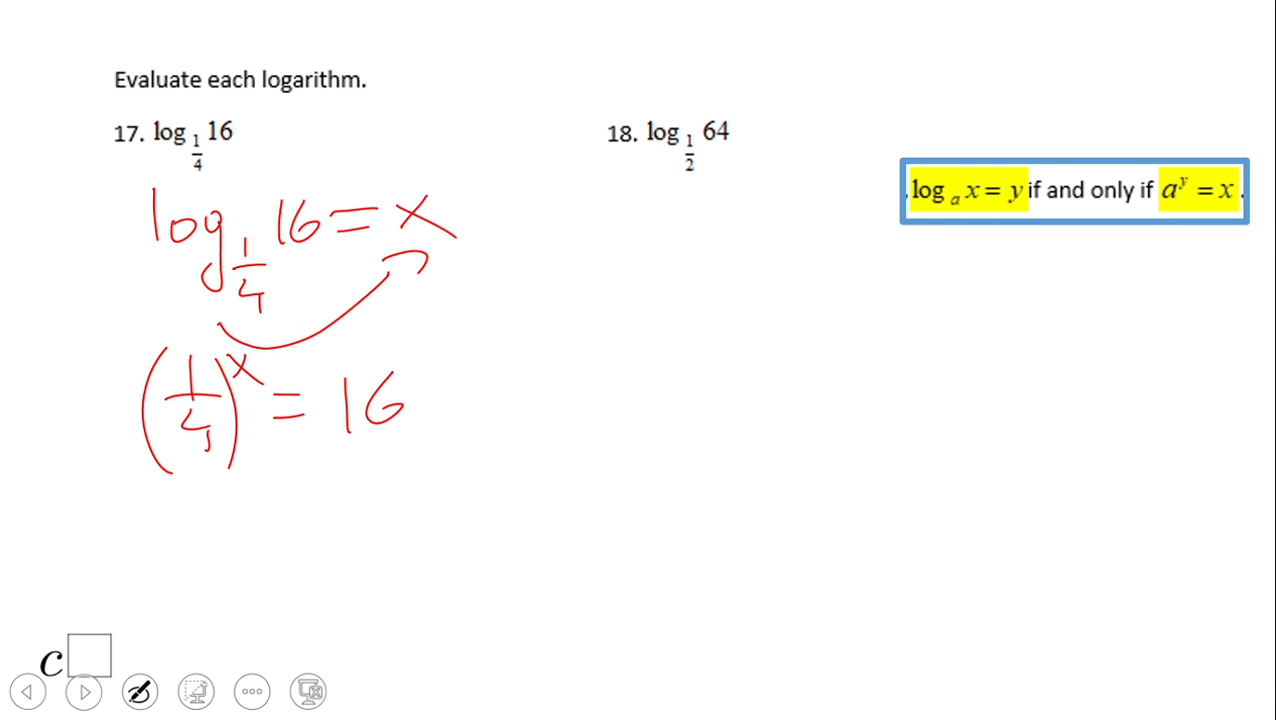 Evaluate each logarithm.
17. log 1/4 16
18. log 1/2 64
log a x = y if and only if a^y = x.
log 1/4 16 = x
(1/4)^x = 16
c